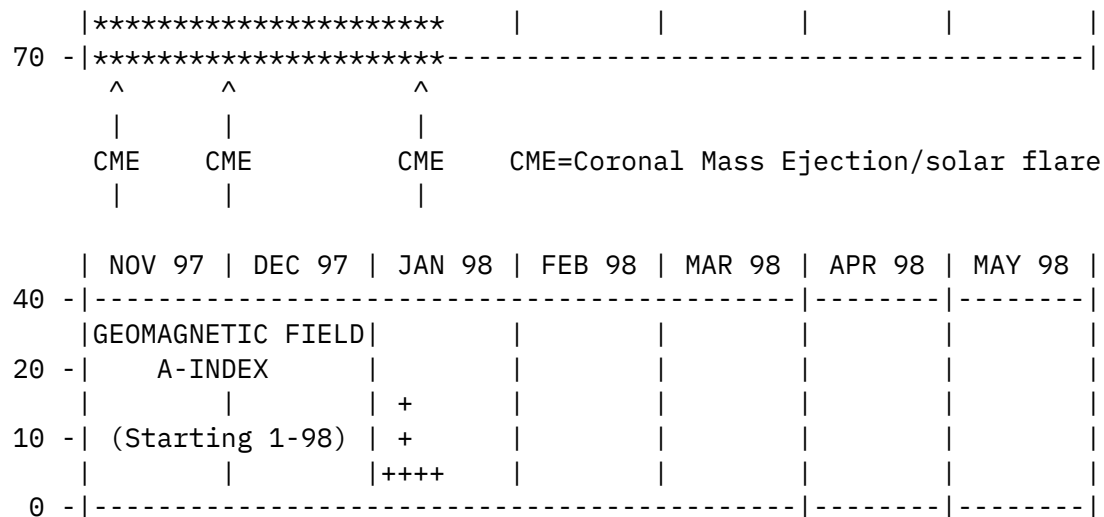 |**********************    |        |        |        |        |
70 -|**********************----------------------------------------|
      ^      ^           ^
      |      |           |
     CME    CME         CME    CME=Coronal Mass Ejection/solar flare
      |      |           |
    | NOV 97 | DEC 97 | JAN 98 | FEB 98 | MAR 98 | APR 98 | MAY 98 |
40 -|--------------------------------------------|--------|--------|
    |GEOMAGNETIC FIELD|        |        |        |        |        |
20 -|    A-INDEX      |        |        |        |        |        |
    |        |        | +      |        |        |        |        |
10 -| (Starting 1-98) | +      |        |        |        |        |
    |        |        |++++    |        |        |        |        |
 0 -|--------------------------------------------|--------|--------|